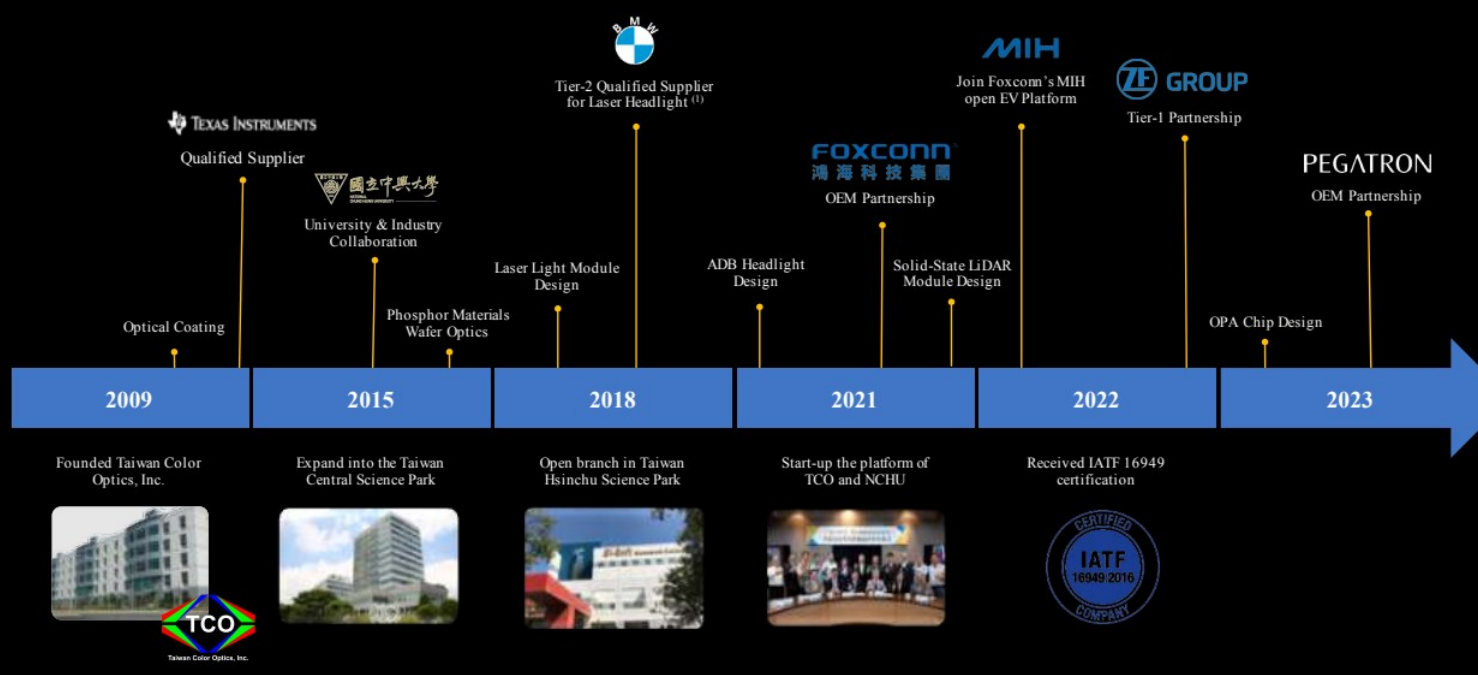 BMW
Tier-2 Qualified Supplier
for Laser Headlight (1)
MIH
Join Foxconn's MIH
open EV Platform
ZF GROUP
Tier-1 Partnership
TEXAS INSTRUMENTS
Qualified Supplier
國立中興大學
University & Industry
Collaboration
FOXCONN
鴻海科技集團
OEM Partnership
PEGATRON
OEM Partnership
Laser Light Module
Design
ADB Headlight
Design
Solid-State LiDAR
Module Design
Optical Coating
Phosphor Materials
Wafer Optics
OPA Chip Design
2009
2015
2018
2021
2022
2023
Founded Taiwan Color
Optics, Inc.
Expand into the Taiwan
Central Science Park
Open branch in Taiwan
Hsinchu Science Park
Start-up the platform of
TCO and NCHU
Received IATF 16949
certification
TCO
Taiwan Color Optics, Inc.
CERTIFIED
IATF
16949:2016
COMPANY